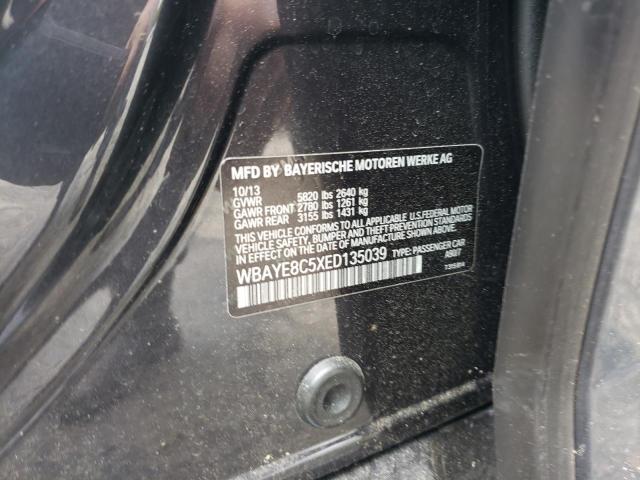 MFD BY BAYERISCHE MOTOREN WERKE AG
10/13
GVWR 5820 lbs 2640 kg
GAWR FRONT 2780 lbs 1261 kg
GAWR REAR 3155 lbs 1431 kg
THIS VEHICLE CONFORMS TO ALL APPLICABLE U.S.FEDERAL MOTOR
VEHICLE SAFETY, BUMPER, AND THEFT PREVENTION STANDARDS IN
EFFECT ON THE DATE OF MANUFACTURE SHOWN ABOVE.
WBAYE8C5XED135039 TYPE: PASSENGER CAR